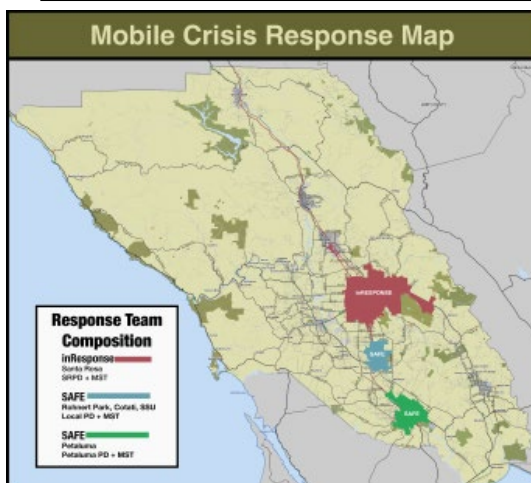 Mobile Crisis Response Map
inRESPONSE
SAFE
SAFE
Response Team
Composition
inResponse
Santa Rosa
SRPD + MST
SAFE
Rohnert Park, Cotati, SSU
Local PD + MST
SAFE
Petaluma
Petaluma PD + MST